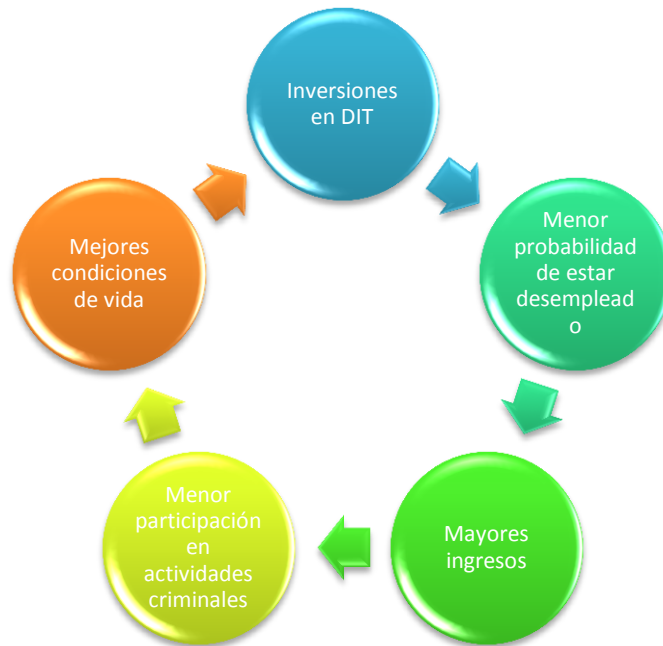 Inversiones
en DIT
Menor
probabilidad
de estar
desemplead
o
Mayores
ingresos
Menor
participación
en
actividades
criminales
Mejores
condiciones
de vida